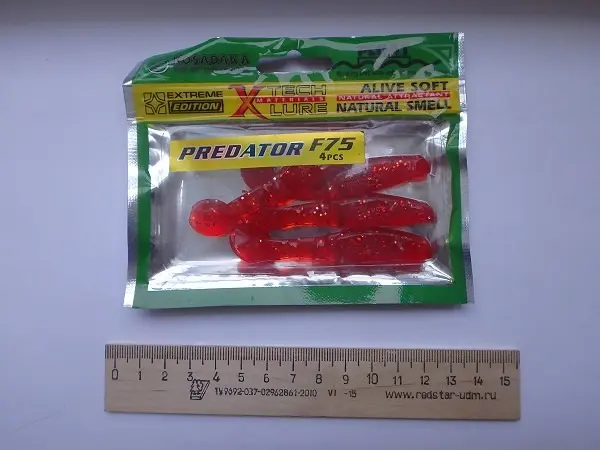 KOSADAKA
EXTREME
EDITION
X
TECH
MATERIALS
LURE
ALIVE SOFT
NATURAL ATTRACTANT
NATURAL SMELL
PREDATOR F75
4PCS
0 1 2 3 4 5 6 7 8 9 10 11 12 13 14 15
ТУ9692-037-02962861-2010 VI -15 www.redstar-udm.ru